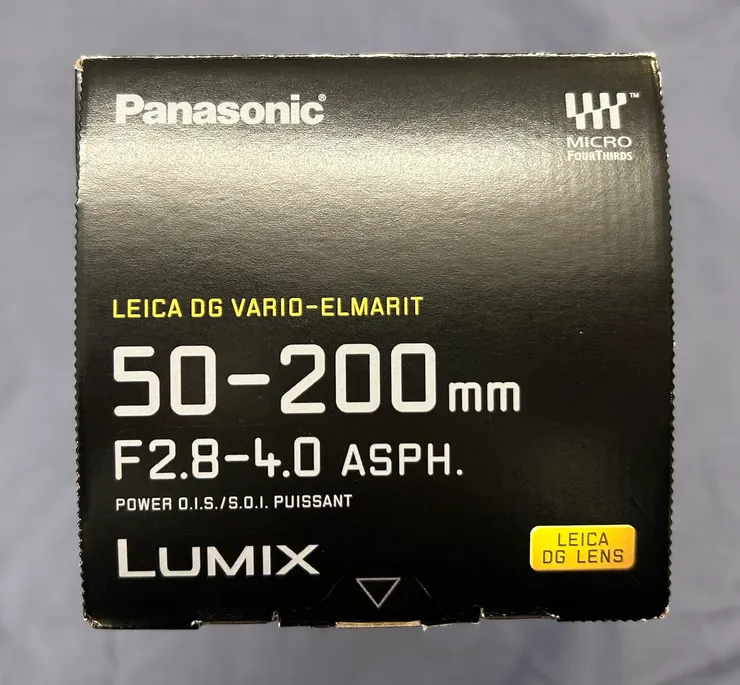 Panasonic®
MICRO™
FOURTHIRDS
LEICA DG VARIO-ELMARIT
50-200mm
F2.8-4.0 ASPH.
POWER O.I.S./S.O.I. PUISSANT
LUMIX
LEICA
DG LENS